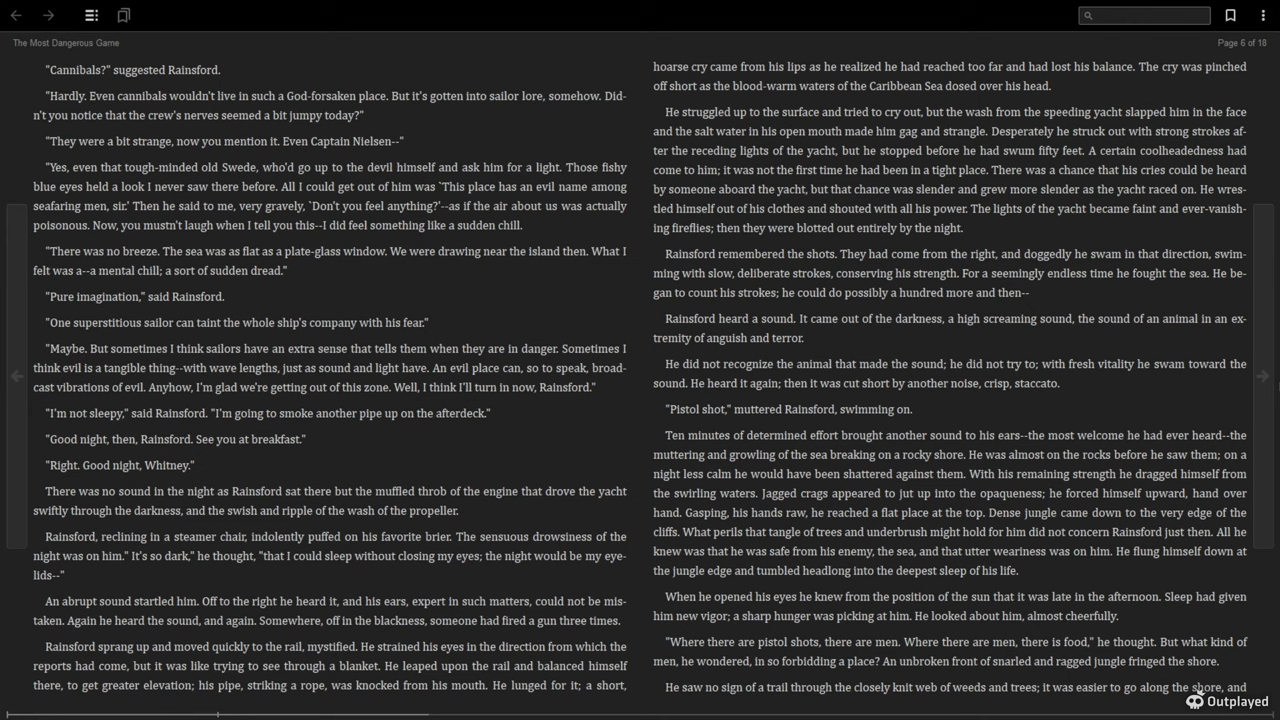 The Most Dangerous Game
Page 6 of 18
"Cannibals?" suggested Rainsford.
"Hardly. Even cannibals wouldn't live in such a God-forsaken place. But it's gotten into sailor lore, somehow. Did-
n't you notice that the crew's nerves seemed a bit jumpy today?"
"They were a bit strange, now you mention it. Even Captain Nielsen--"
"Yes, even that tough-minded old Swede, who'd go up to the devil himself and ask him for a light. Those fishy
blue eyes held a look I never saw there before. All I could get out of him was `This place has an evil name among
seafaring men, sir.' Then he said to me, very gravely, `Don't you feel anything?'--as if the air about us was actually
poisonous. Now, you mustn't laugh when I tell you this--I did feel something like a sudden chill.
"There was no breeze. The sea was as flat as a plate-glass window. We were drawing near the island then. What I
felt was a--a mental chill; a sort of sudden dread."
"Pure imagination," said Rainsford.
"One superstitious sailor can taint the whole ship's company with his fear."
"Maybe. But sometimes I think sailors have an extra sense that tells them when they are in danger. Sometimes I
think evil is a tangible thing--with wave lengths, just as sound and light have. An evil place can, so to speak, broad-
cast vibrations of evil. Anyhow, I'm glad we're getting out of this zone. Well, I think I'll turn in now, Rainsford."
"I'm not sleepy," said Rainsford. "I'm going to smoke another pipe up on the afterdeck."
"Good night, then, Rainsford. See you at breakfast."
"Right. Good night, Whitney."
There was no sound in the night as Rainsford sat there but the muffled throb of the engine that drove the yacht
swiftly through the darkness, and the swish and ripple of the wash of the propeller.
Rainsford, reclining in a steamer chair, indolently puffed on his favorite brier. The sensuous drowsiness of the
night was on him." It's so dark," he thought, "that I could sleep without closing my eyes; the night would be my eye-
lids--"
An abrupt sound startled him. Off to the right he heard it, and his ears, expert in such matters, could not be mis-
taken. Again he heard the sound, and again. Somewhere, off in the blackness, someone had fired a gun three times.
Rainsford sprang up and moved quickly to the rail, mystified. He strained his eyes in the direction from which the
reports had come, but it was like trying to see through a blanket. He leaped upon the rail and balanced himself
there, to get greater elevation; his pipe, striking a rope, was knocked from his mouth. He lunged for it; a short,
hoarse cry came from his lips as he realized he had reached too far and had lost his balance. The cry was pinched
off short as the blood-warm waters of the Caribbean Sea dosed over his head.
He struggled up to the surface and tried to cry out, but the wash from the speeding yacht slapped him in the face
and the salt water in his open mouth made him gag and strangle. Desperately he struck out with strong strokes af-
ter the receding lights of the yacht, but he stopped before he had swum fifty feet. A certain coolheadedness had
come to him; it was not the first time he had been in a tight place. There was a chance that his cries could be heard
by someone aboard the yacht, but that chance was slender and grew more slender as the yacht raced on. He wres-
tled himself out of his clothes and shouted with all his power. The lights of the yacht became faint and ever-vanish-
ing fireflies; then they were blotted out entirely by the night.
Rainsford remembered the shots. They had come from the right, and doggedly he swam in that direction, swim-
ming with slow, deliberate strokes, conserving his strength. For a seemingly endless time he fought the sea. He be-
gan to count his strokes; he could do possibly a hundred more and then--
Rainsford heard a sound. It came out of the darkness, a high screaming sound, the sound of an animal in an ex-
tremity of anguish and terror.
He did not recognize the animal that made the sound; he did not try to; with fresh vitality he swam toward the
sound. He heard it again; then it was cut short by another noise, crisp, staccato.
"Pistol shot," muttered Rainsford, swimming on.
Ten minutes of determined effort brought another sound to his ears--the most welcome he had ever heard--the
muttering and growling of the sea breaking on a rocky shore. He was almost on the rocks before he saw them; on a
night less calm he would have been shattered against them. With his remaining strength he dragged himself from
the swirling waters. Jagged crags appeared to jut up into the opaqueness; he forced himself upward, hand over
hand. Gasping, his hands raw, he reached a flat place at the top. Dense jungle came down to the very edge of the
cliffs. What perils that tangle of trees and underbrush might hold for him did not concern Rainsford just then. All he
knew was that he was safe from his enemy, the sea, and that utter weariness was on him. He flung himself down at
the jungle edge and tumbled headlong into the deepest sleep of his life.
When he opened his eyes he knew from the position of the sun that it was late in the afternoon. Sleep had given
him new vigor; a sharp hunger was picking at him. He looked about him, almost cheerfully.
"Where there are pistol shots, there are men. Where there are men, there is food," he thought. But what kind of
men, he wondered, in so forbidding a place? An unbroken front of snarled and ragged jungle fringed the shore.
He saw no sign of a trail through the closely knit web of weeds and trees; it was easier to go along the shore, and
Outplayed